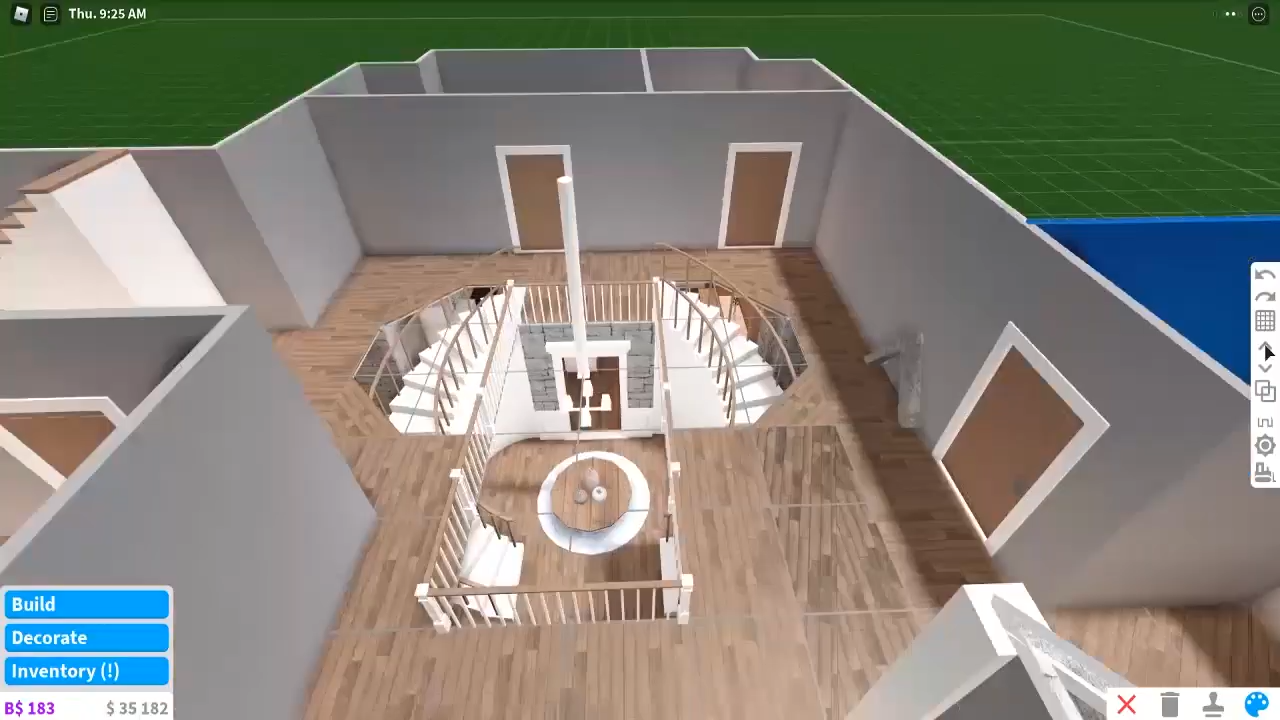 Thu. 9:25 AM
Build
Decorate
Inventory (!)
B$ 183
$ 35 182